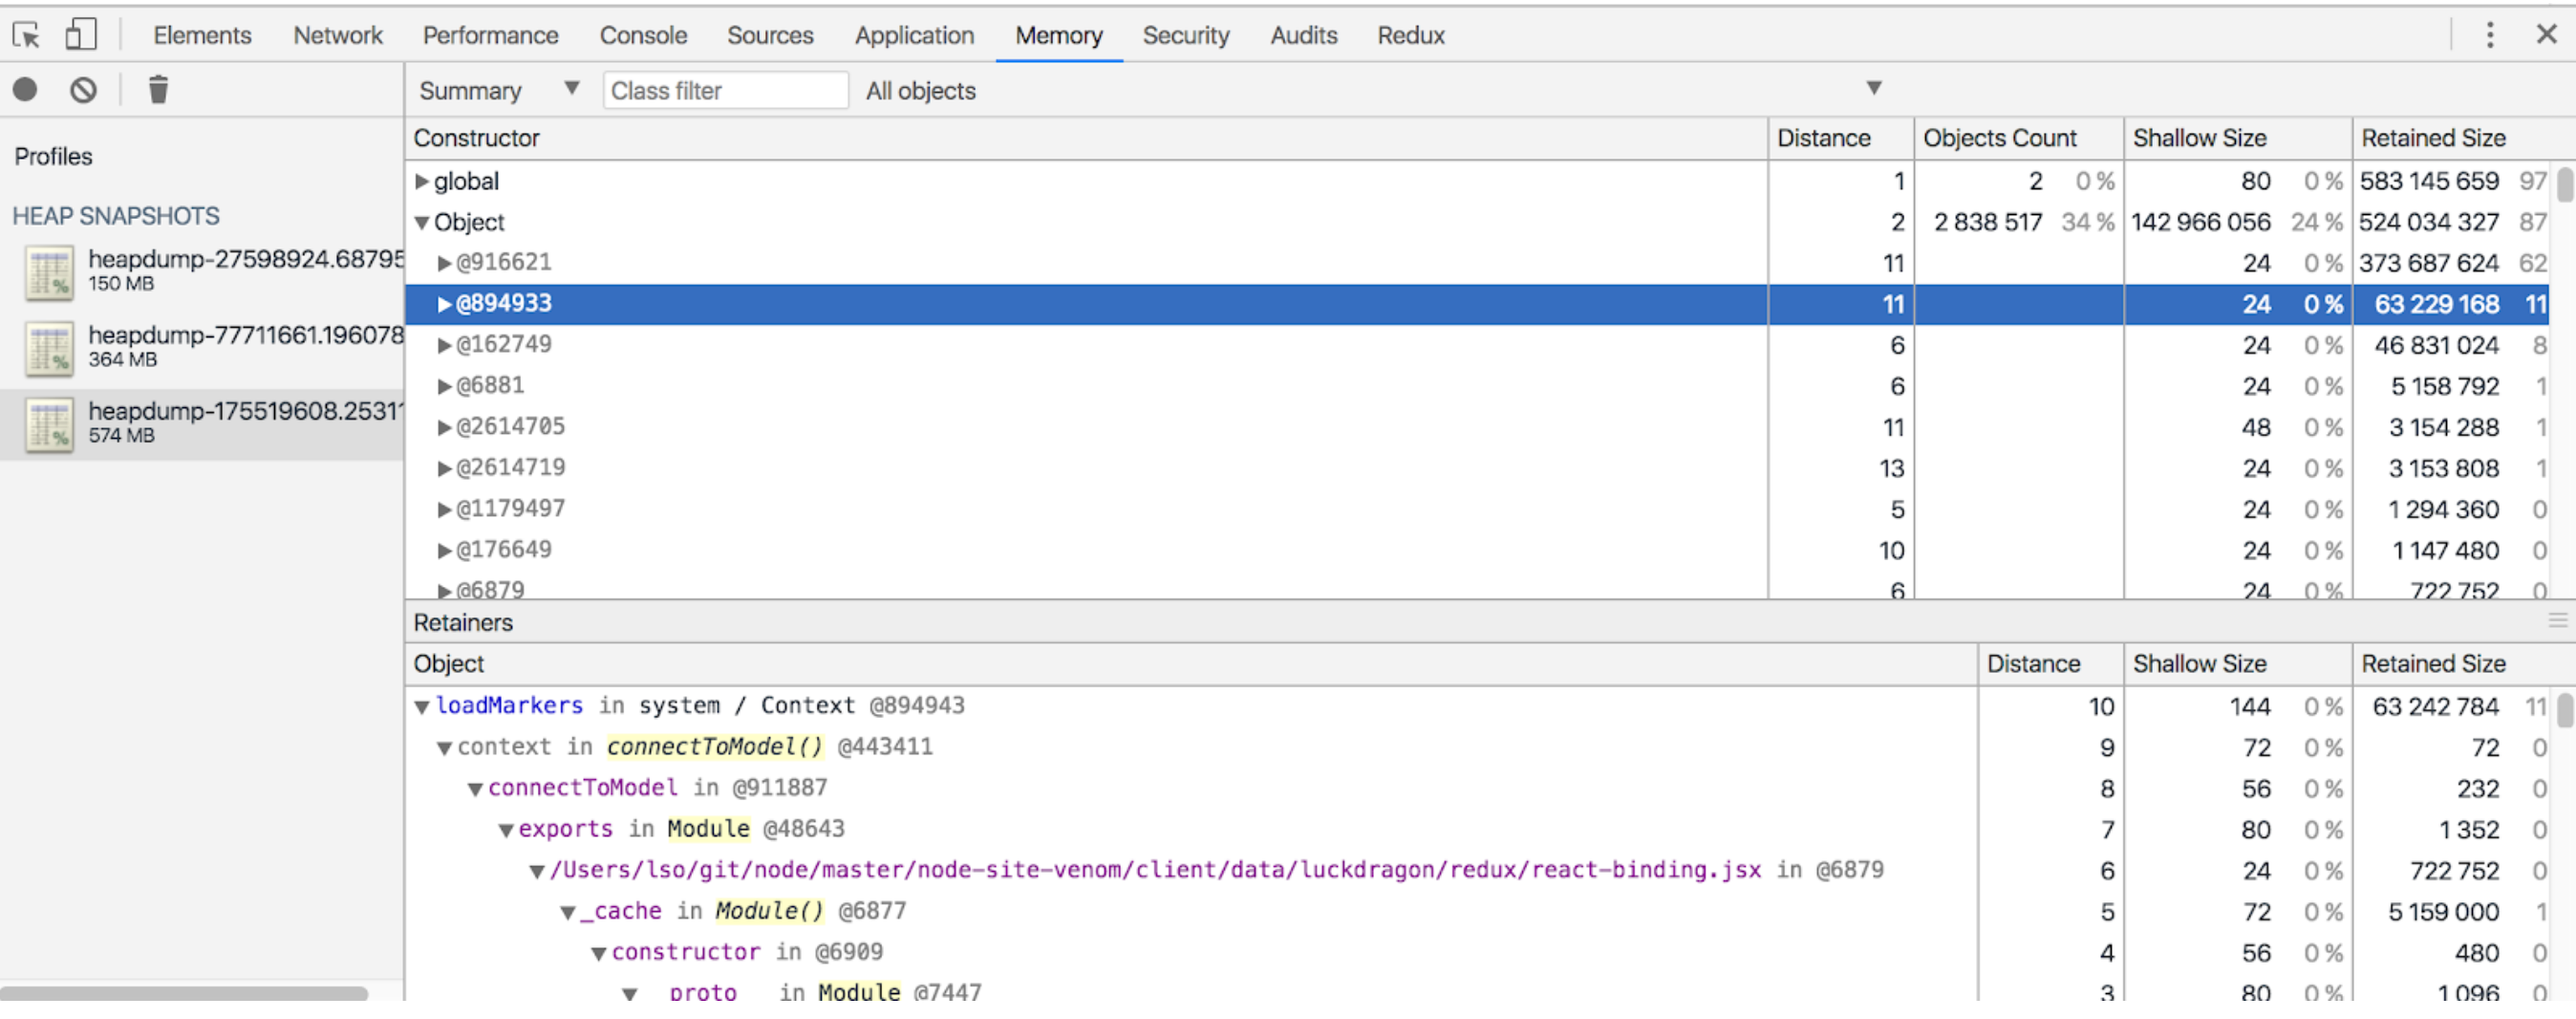 Elements Network Performance Console Sources Application Memory Security Audits Redux
Summary Class filter All objects
Profiles
HEAP SNAPSHOTS
heapdump-27598924.68795
150 MB
heapdump-77711661.196078
364 MB
heapdump-175519608.2531
574 MB
Constructor Distance Objects Count Shallow Size Retained Size
global 1 2 0 % 80 0 % 583 145 659 97
Object 2 2 838 517 34 % 142 966 056 24 % 524 034 327 87
@916621 11 24 0 % 373 687 624 62
@894933 11 24 0 % 63 229 168 11
@162749 6 24 0 % 46 831 024 8
@6881 6 24 0 % 5 158 792 1
@2614705 11 48 0 % 3 154 288 1
@2614719 13 24 0 % 3 153 808 1
@1179497 5 24 0 % 1 294 360 0
@176649 10 24 0 % 1 147 480 0
@6879 6 24 0 % 722 752 0
Retainers
Object Distance Shallow Size Retained Size
loadMarkers in system / Context @894943 10 144 0 % 63 242 784 11
context in connectToModel() @443411 9 72 0 % 72 0
connectToModel in @911887 8 56 0 % 232 0
exports in Module @48643 7 80 0 % 1 352 0
/Users/lso/git/node/master/node-site-venom/client/data/luckdragon/redux/react-binding.jsx in @6879 6 24 0 % 722 752 0
_cache in Module() @6877 5 72 0 % 5 159 000 1
constructor in @6909 4 56 0 % 480 0
__proto__ in Module @7447 3 80 0 % 1 096 0